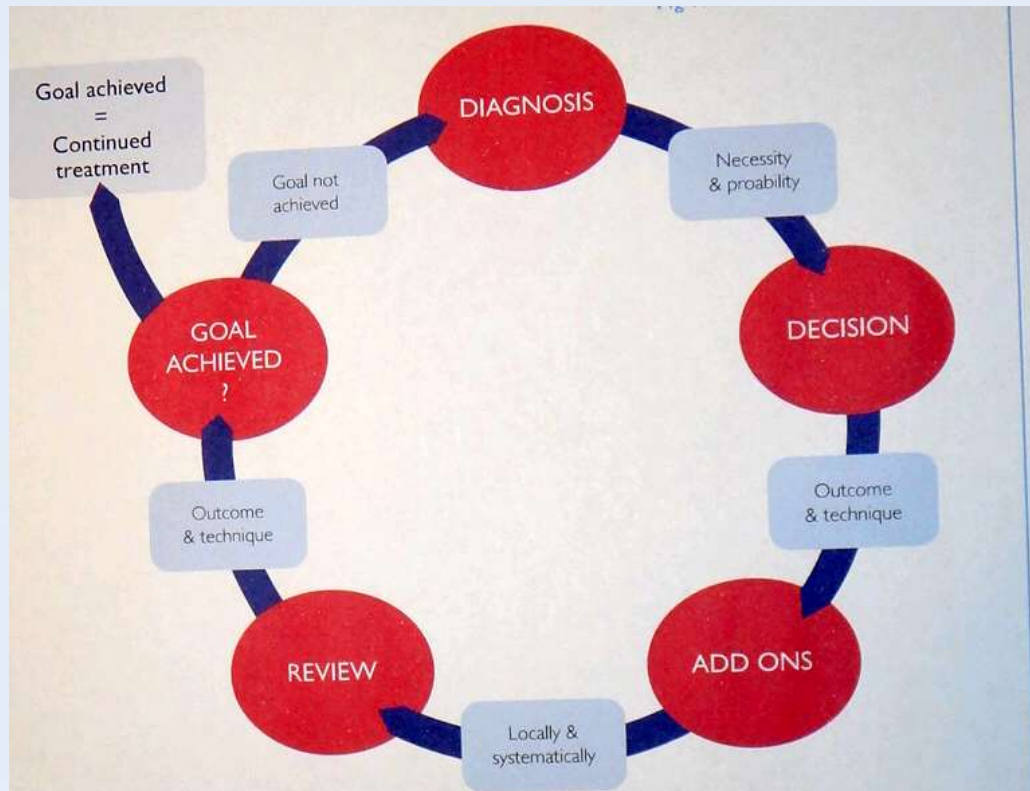 DIAGNOSIS
Necessity
& proability
DECISION
Outcome
& technique
ADD ONS
Locally &
systematically
REVIEW
Outcome
& technique
GOAL
ACHIEVED
?
Goal not
achieved
Goal achieved
=
Continued
treatment